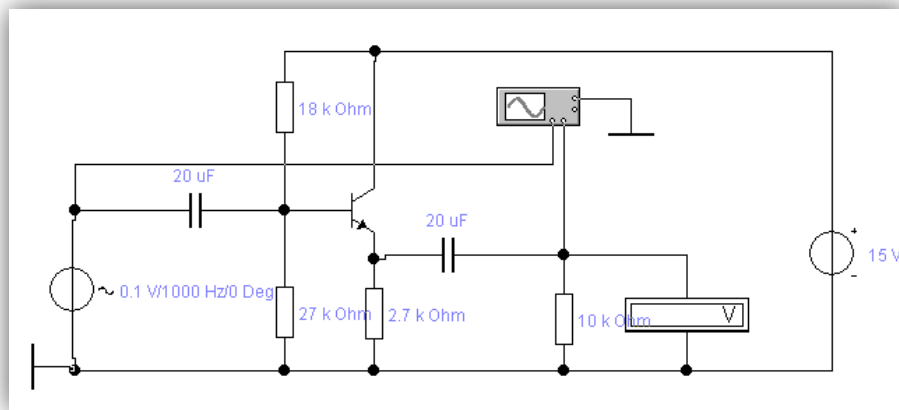 18 k Ohm
20 uF
20 uF
15 V
0.1 V/1000 Hz/0 Deg
27 k Ohm
2.7 k Ohm
10 k Ohm
V